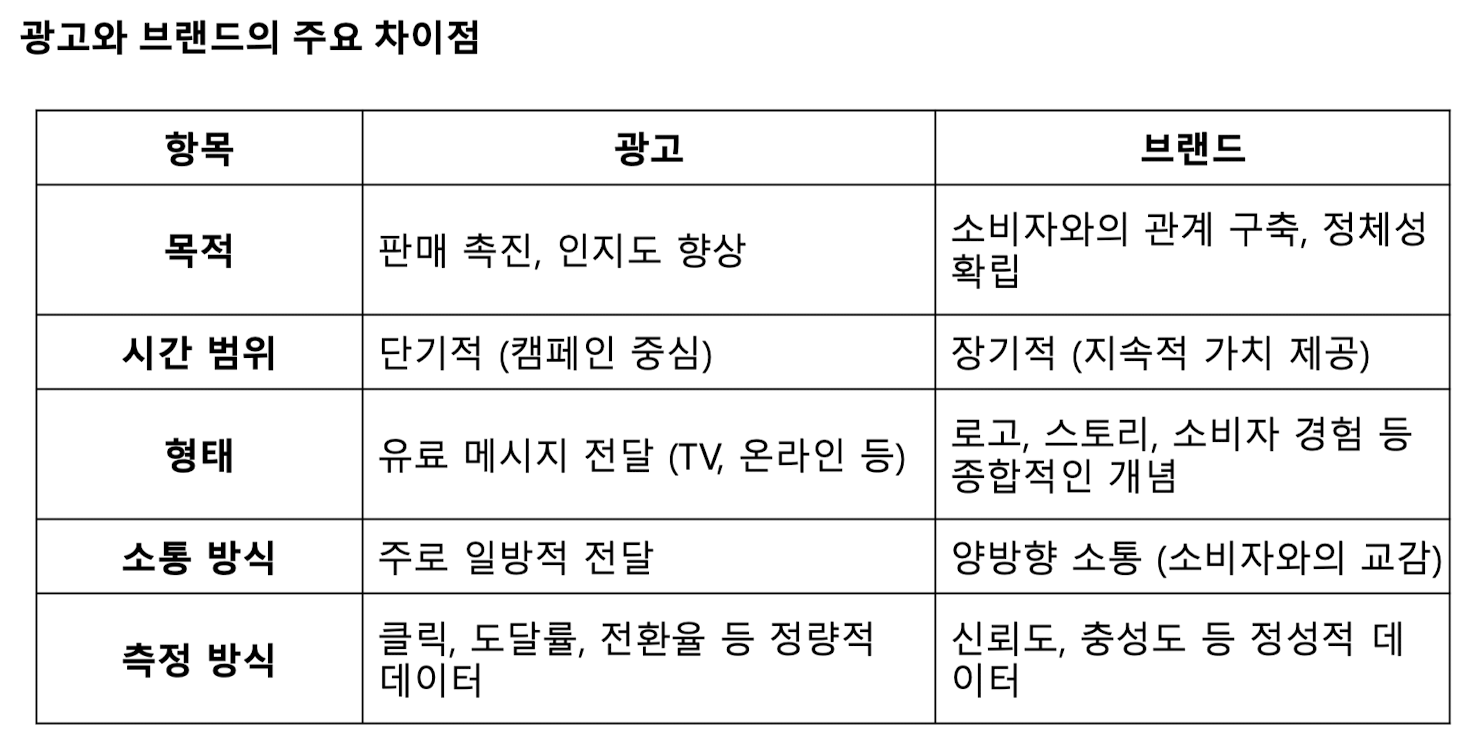 광고와 브랜드의 주요 차이점
항목 광고 브랜드
목적 판매 촉진, 인지도 향상 소비자와의 관계 구축, 정체성
확립
시간 범위 단기적 (캠페인 중심) 장기적 (지속적 가치 제공)
형태 유료 메시지 전달 (TV, 온라인 등) 로고, 스토리, 소비자 경험 등
종합적인 개념
소통 방식 주로 일방적 전달 양방향 소통 (소비자와의 교감)
측정 방식 클릭, 도달률, 전환율 등 정량적
데이터 신뢰도, 충성도 등 정성적 데
이터